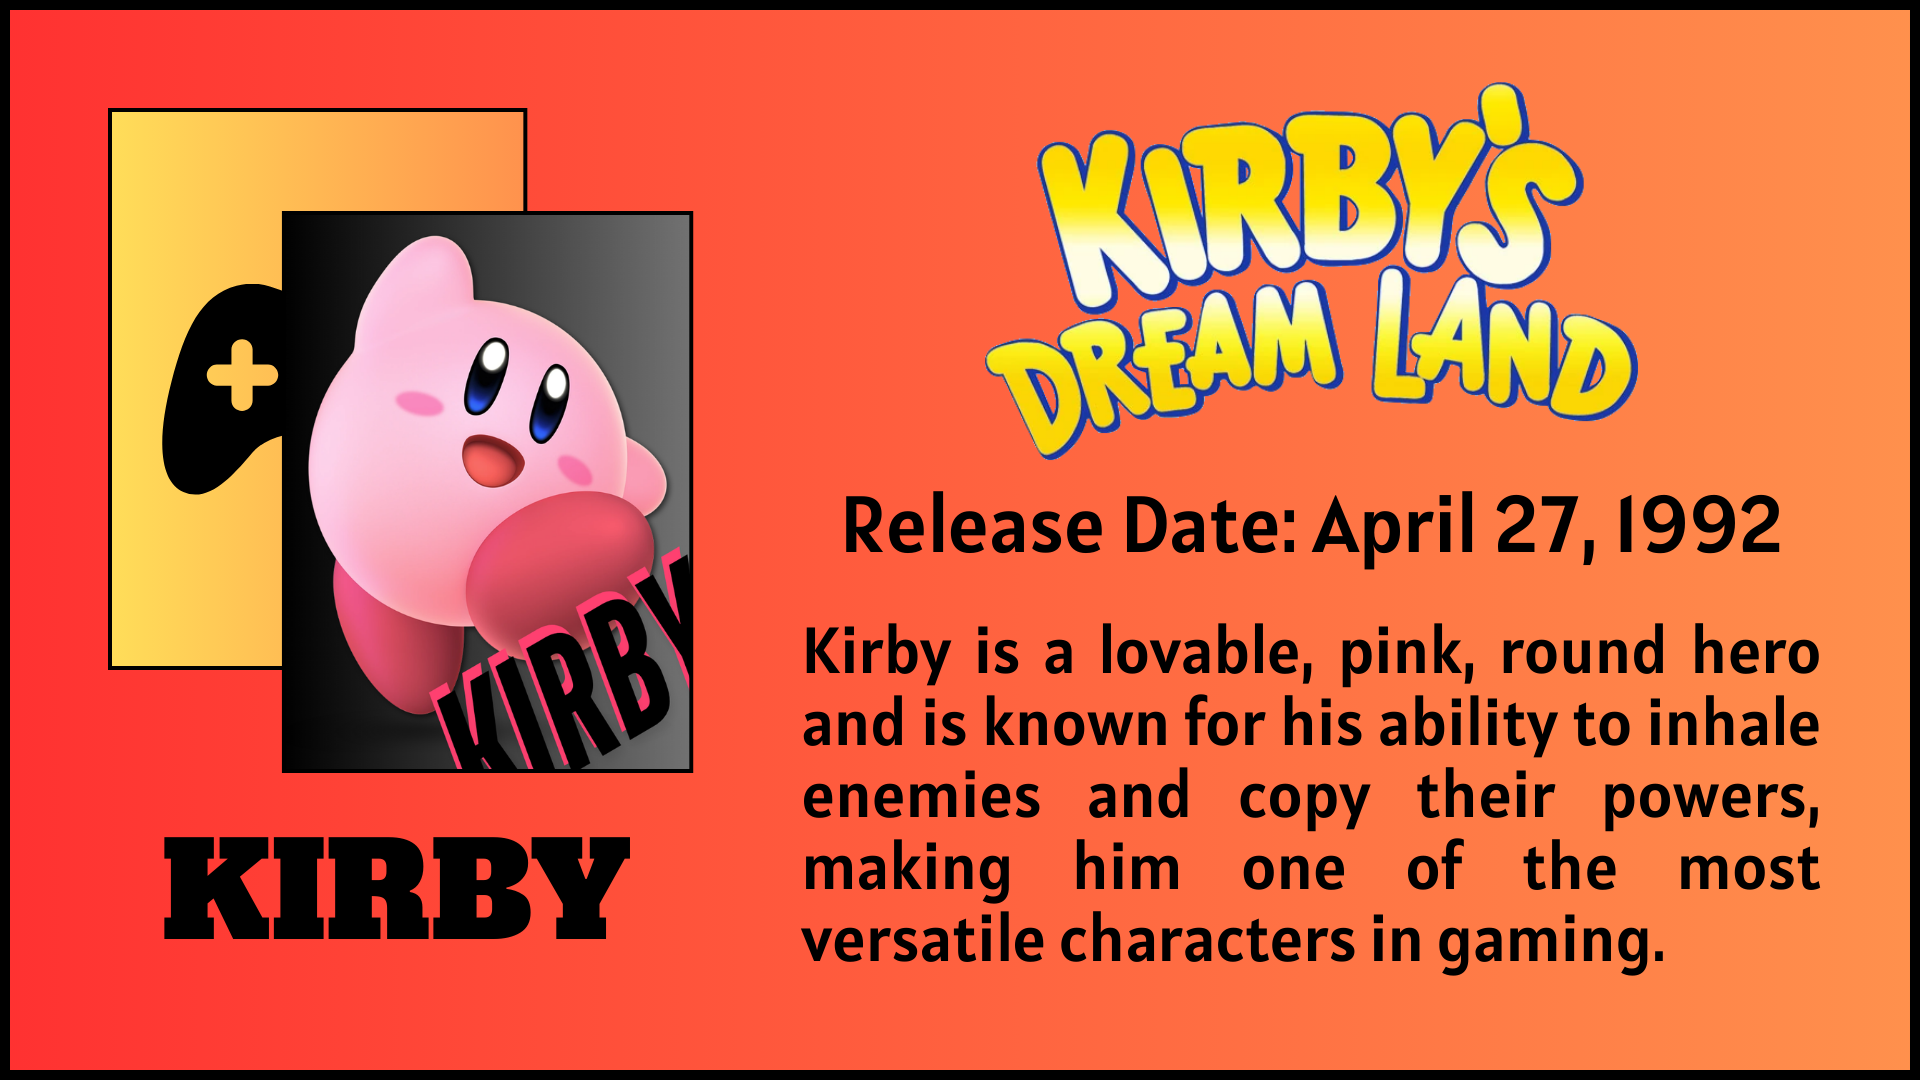 KIRBY
KIRBY
KIRBY'S
DREAM LAND
Release Date: April 27, 1992
Kirby is a lovable, pink, round hero
and is known for his ability to inhale
enemies and copy their powers,
making him one of the most
versatile characters in gaming.